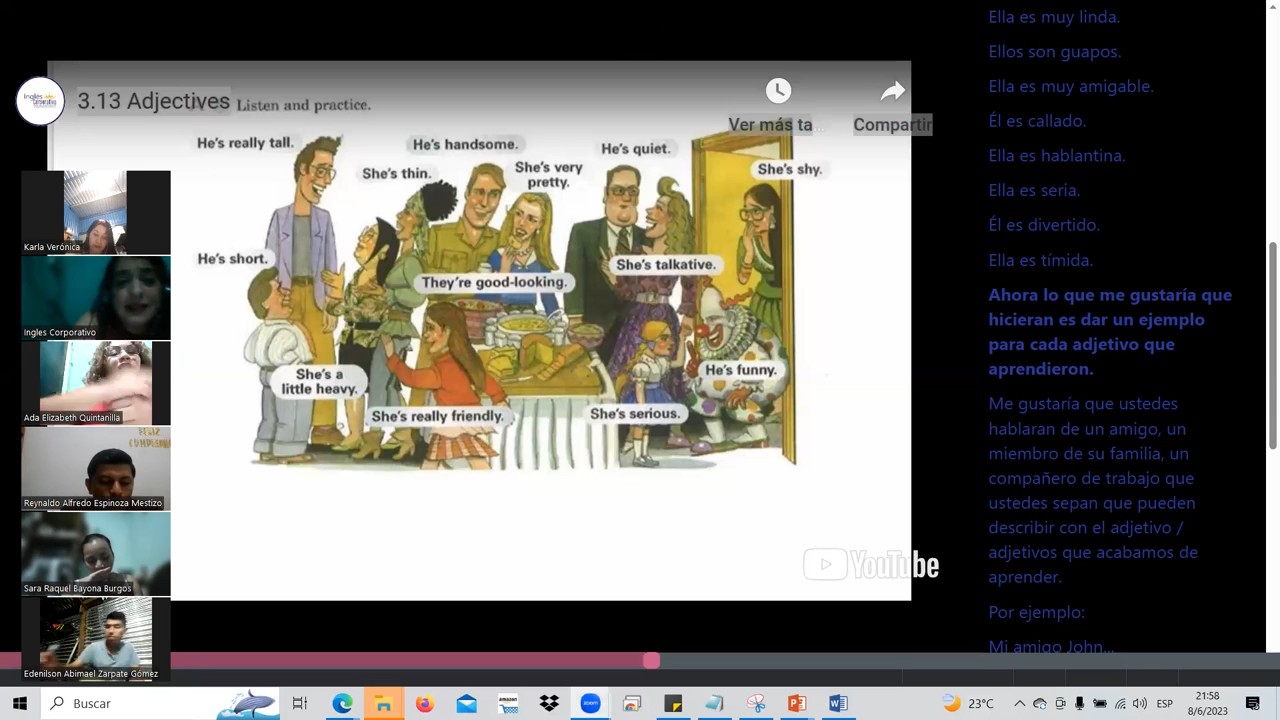 3.13 Adjectives Listen and practice.
Ver más ta...
Compartir
He's really tall.
He's handsome.
He's quiet.
She's thin.
She's very
pretty.
She's shy.
He's short.
She's talkative.
They're good-looking.
She's a
little heavy.
He's funny.
She's really friendly.
She's serious.
YouTube
Karla Verónica
Ingles Corporativo
Ada Elizabeth Quintanilla
FELIZ
CUMPLEAÑ
Reynaldo Alfredo Espinoza Mestizo
Sara Raquel Bayona Burgos
Edenilson Abimael Zarpate Gómez
Ella es muy linda.
Ellos son guapos.
Ella es muy amigable.
Él es callado.
Ella es hablantina.
Ella es seria.
Él es divertido.
Ella es tímida.
Ahora lo que me gustaría que
hicieran es dar un ejemplo
para cada adjetivo que
aprendieron.
Me gustaría que ustedes
hablaran de un amigo, un
miembro de su familia, un
compañero de trabajo que
ustedes sepan que pueden
describir con el adjetivo /
adjetivos que acabamos de
aprender.
Por ejemplo:
Mi amigo John...
Buscar
amazon
zoom
23°C
ESP
21:58
8/6/2023